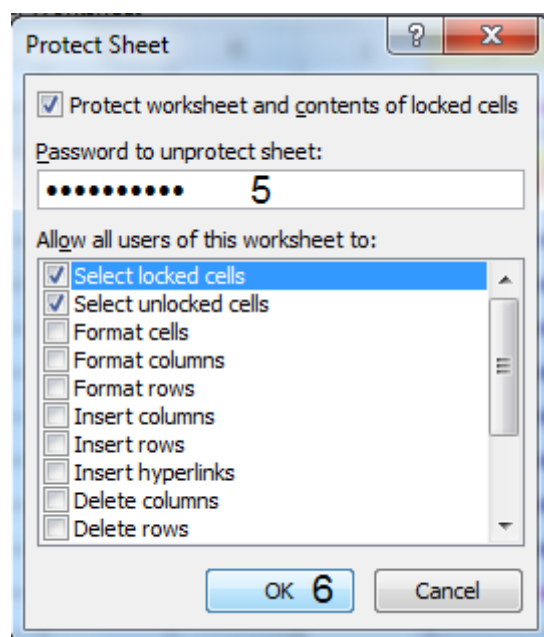 Protect Sheet ?
Protect worksheet and contents of locked cells
Password to unprotect sheet:
•••••••••• 5
Allow all users of this worksheet to:
Select locked cells
Select unlocked cells
Format cells
Format columns
Format rows
Insert columns
Insert rows
Insert hyperlinks
Delete columns
Delete rows
OK 6 Cancel